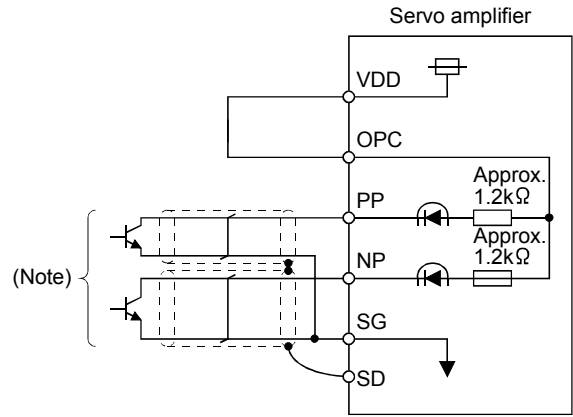 Servo amplifier
VDD
OPC
Approx.
1.2kΩ
PP
Approx.
1.2kΩ
(Note)
NP
SG
SD